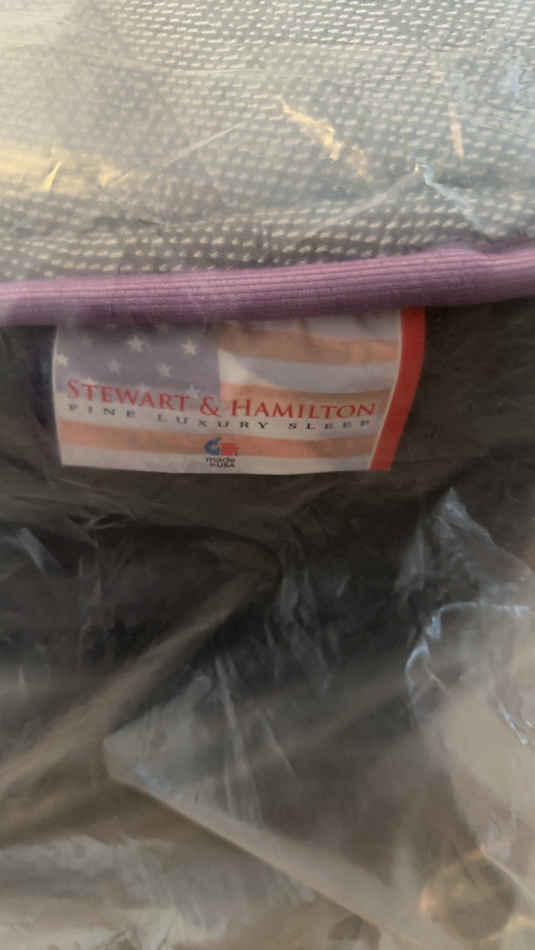 STEWART & HAMILTON
FINE LUXURY SLEEP
made
in USA